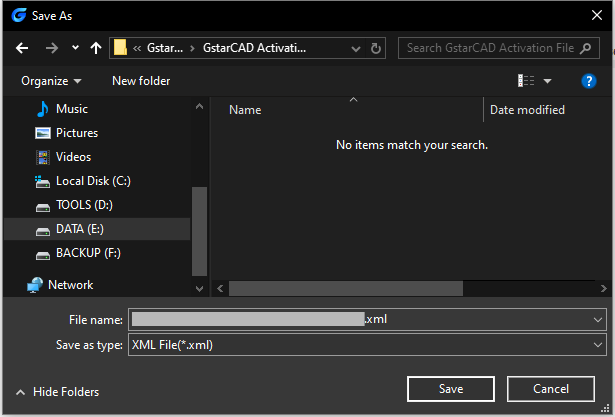 Save As
« Gstar... › GstarCAD Activati...
Search GstarCAD Activation File
Organize
New folder
?
Name
Date modified
No items match your search.
Music
Pictures
Videos
Local Disk (C:)
TOOLS (D:)
DATA (E:)
BACKUP (F:)
Network
File name: .xml
Save as type: XML File(*.xml)
Hide Folders
Save
Cancel